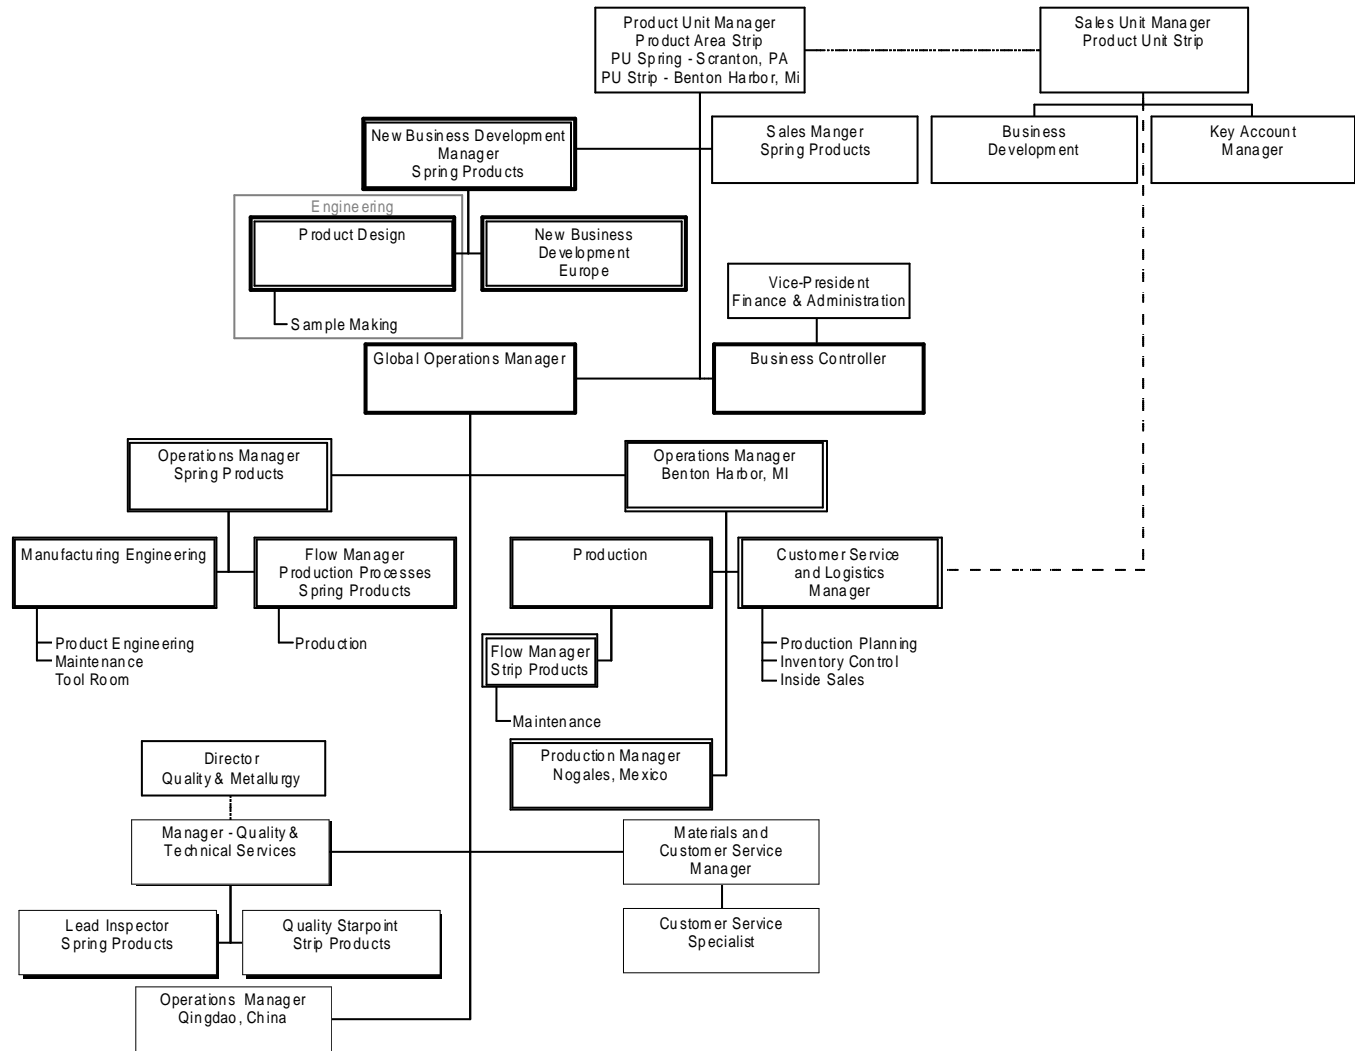 Product Unit Manager
Product Area Strip
PU Spring - Scranton, PA
PU Strip - Benton Harbor, Mi
Sales Unit Manager
Product Unit Strip
New Business Development
Manager
Spring Products
Sales Manger
Spring Products
Business
Development
Key Account
Manager
Engineering
Product Design
New Business
Development
Europe
Sample Making
Vice-President
Finance & Administration
Global Operations Manager
Business Controller
Operations Manager
Spring Products
Operations Manager
Benton Harbor, MI
Manufacturing Engineering
Flow Manager
Production Processes
Spring Products
Production
Customer Service
and Logistics
Manager
Product Engineering
Maintenance
Tool Room
Production
Flow Manager
Strip Products
Production Planning
Inventory Control
Inside Sales
Maintenance
Director
Quality & Metallurgy
Production Manager
Nogales, Mexico
Manager - Quality &
Technical Services
Materials and
Customer Service
Manager
Lead Inspector
Spring Products
Quality Starpoint
Strip Products
Customer Service
Specialist
Operations Manager
Qingdao, China